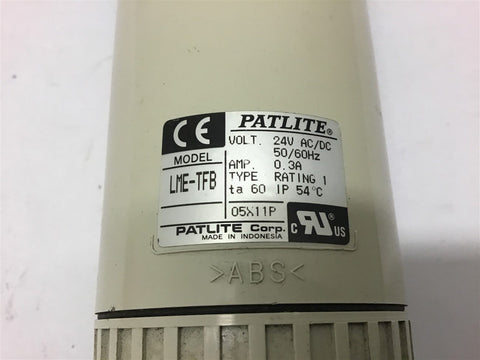 CE PATLITE®
VOLT. 24V AC/DC
50/60Hz
MODEL
LME-TFB
AMP. 0.3A
TYPE RATING 1
ta 60 IP 54 °C
05X11P
PATLITE Corp.
MADE IN INDONESIA
C RU US
>ABS<